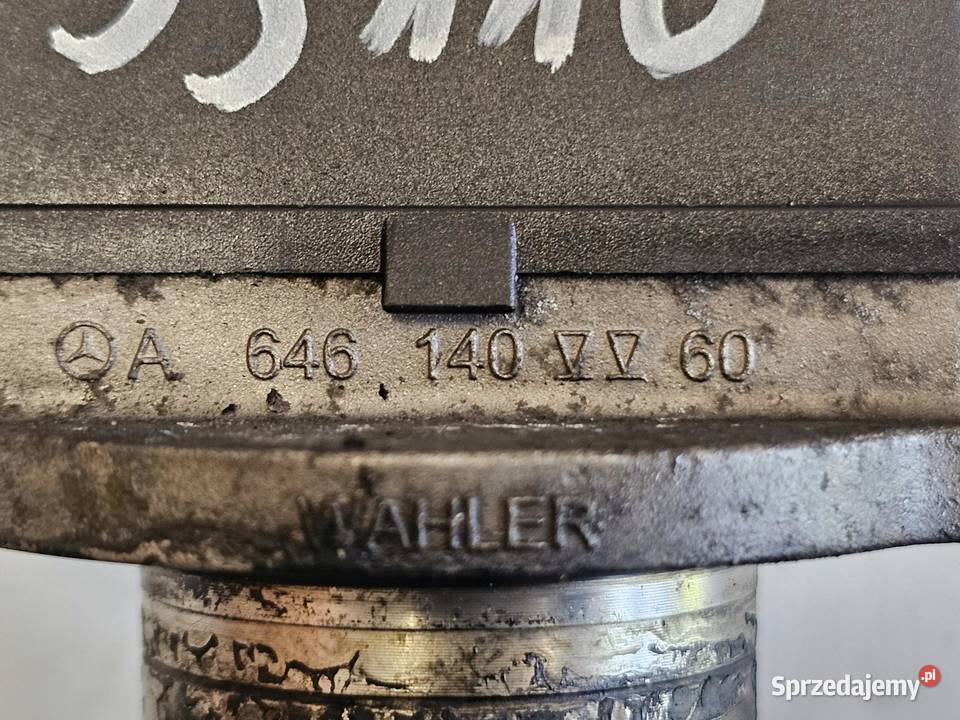 A 646 140 ⊽ ⊽ 60
WAHLER
Sprzedajemy.pl